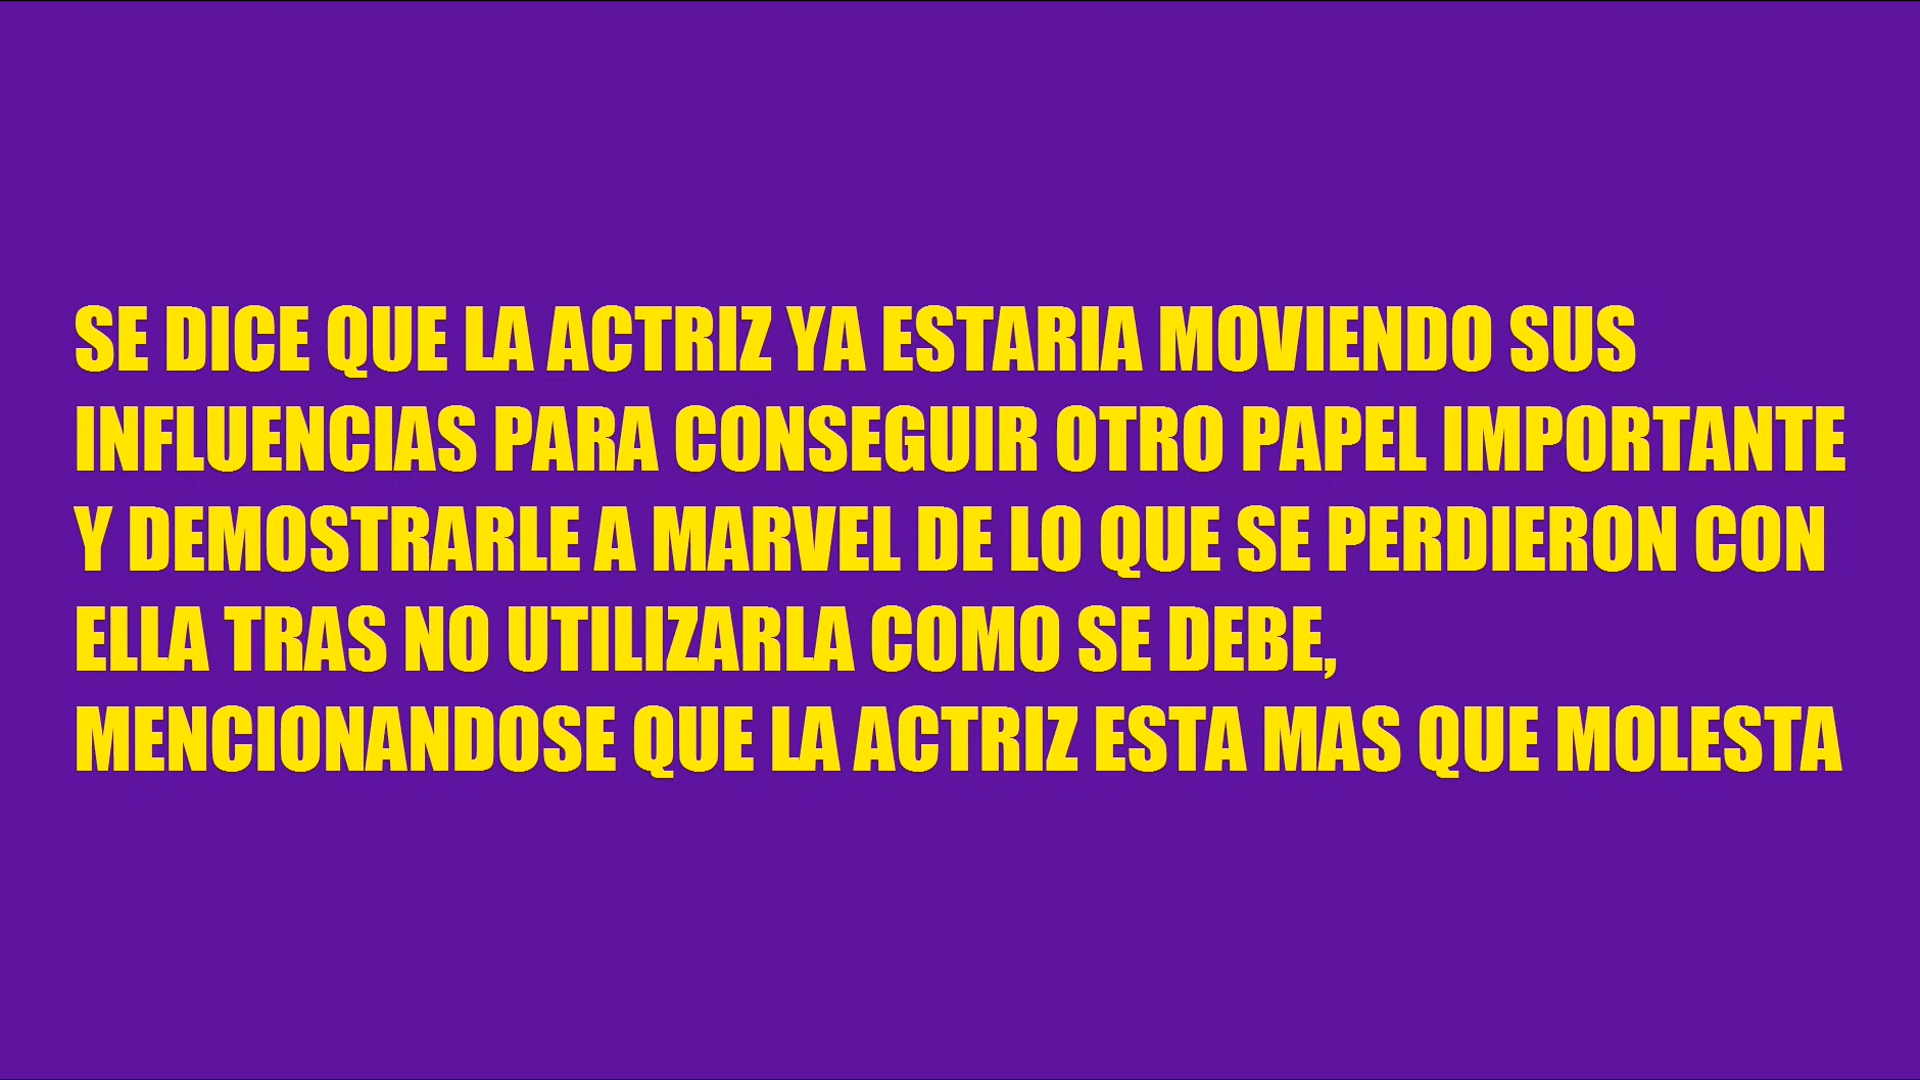 SE DICE QUE LA ACTRIZ YA ESTARIA MOVIENDO SUS
INFLUENCIAS PARA CONSEGUIR OTRO PAPEL IMPORTANTE
Y DEMOSTRARLE A MARVEL DE LO QUE SE PERDIERON CON
ELLA TRAS NO UTILIZARLA COMO SE DEBE,
MENCIONANDOSE QUE LA ACTRIZ ESTA MAS QUE MOLESTA